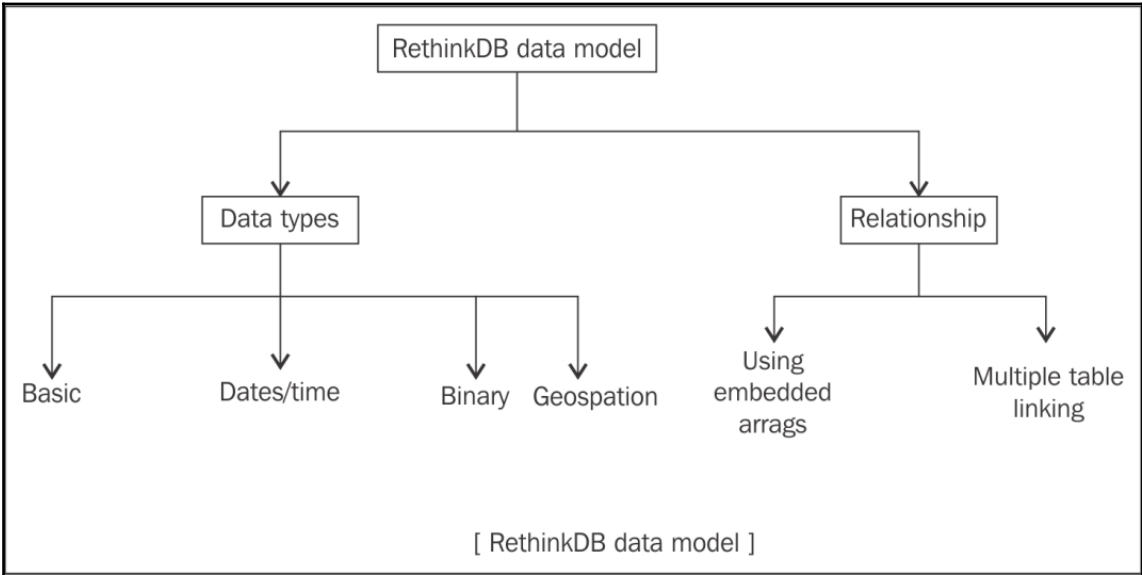 RethinkDB data model
Data types
Relationship
Basic
Dates/time
Binary
Geospation
Using
embedded
arrags
Multiple table
linking
[ RethinkDB data model ]